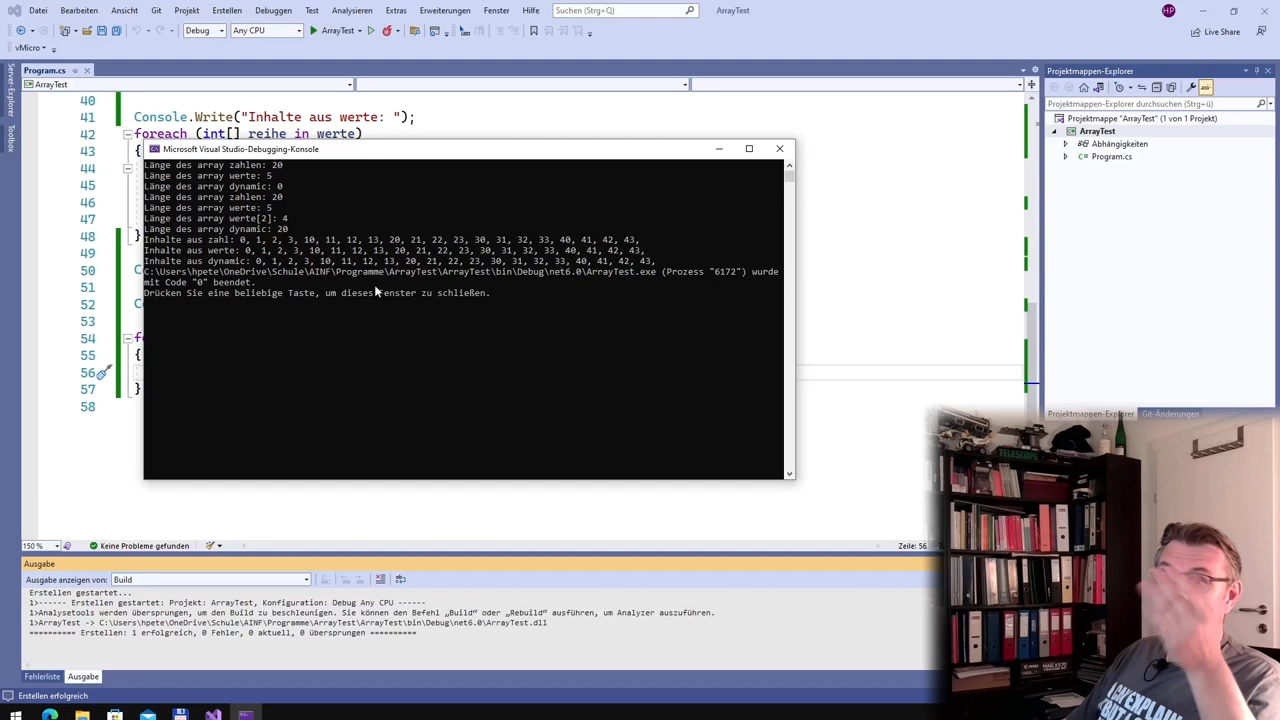 Datei Bearbeiten Ansicht Git Projekt Erstellen Debuggen Test Analysieren Extras Erweiterungen Fenster Hilfe Suchen (Strg+Q) ArrayTest HP
Debug Any CPU ArrayTest Live Share
vMicro
Server-Explorer
Toolbox
Program.cs
ArrayTest
40
41 Console.Write("Inhalte aus werte: ");
42 foreach (int[] reihe in werte)
43 {
44
45
46
47
48 }
49
50 C
51
52 C
53
54 f
55 {
56
57 }
58
Microsoft Visual Studio-Debugging-Konsole
Länge des array zahlen: 20
Länge des array werte: 5
Länge des array dynamic: 0
Länge des array zahlen: 20
Länge des array werte: 5
Länge des array werte[2]: 4
Länge des array dynamic: 20
Inhalte aus zahl: 0, 1, 2, 3, 10, 11, 12, 13, 20, 21, 22, 23, 30, 31, 32, 33, 40, 41, 42, 43,
Inhalte aus werte: 0, 1, 2, 3, 10, 11, 12, 13, 20, 21, 22, 23, 30, 31, 32, 33, 40, 41, 42, 43,
Inhalte aus dynamic: 0, 1, 2, 3, 10, 11, 12, 13, 20, 21, 22, 23, 30, 31, 32, 33, 40, 41, 42, 43,
C:\Users\hpete\OneDrive\Schule\AINF\Programme\ArrayTest\ArrayTest\bin\Debug\net6.0\ArrayTest.exe (Prozess "6172") wurde
mit Code "0" beendet.
Drücken Sie eine beliebige Taste, um dieses Fenster zu schließen.
Projektmappen-Explorer
Projektmappen-Explorer durchsuchen (Strg+ü)
Projektmappe "ArrayTest" (1 von 1 Projekt)
ArrayTest
Abhängigkeiten
Program.cs
Projektmappen-Explorer Git-Änderungen
150 % Keine Probleme gefunden Zeile: 56
Ausgabe
Ausgabe anzeigen von: Build
Erstellen gestartet...
1>------ Erstellen gestartet: Projekt: ArrayTest, Konfiguration: Debug Any CPU ------
1>Analysetools werden übersprungen, um den Build zu beschleunigen. Sie können den Befehl „Build“ oder „Rebuild“ ausführen, um Analyzer auszuführen.
1>ArrayTest -> C:\Users\hpete\OneDrive\Schule\AINF\Programme\ArrayTest\ArrayTest\bin\Debug\net6.0\ArrayTest.dll
========== Erstellen: 1 erfolgreich, 0 Fehler, 0 aktuell, 0 übersprungen ==========
Fehlerliste Ausgabe
Erstellen erfolgreich
TELESCOPE
MAG X570
I CAN EXPLAIN